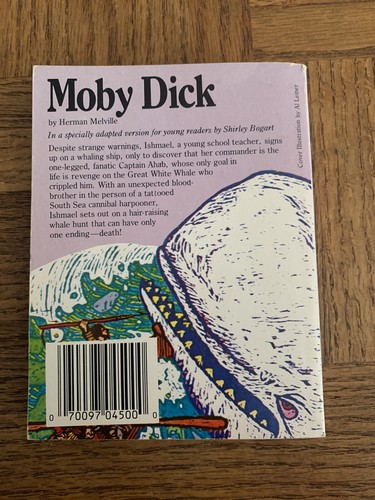 Moby Dick
by Herman Melville
In a specially adapted version for young readers by Shirley Bogart
Despite strange warnings, Ishmael, a young school teacher, signs
up on a whaling ship, only to discover that her commander is the
one-legged, fanatic Captain Ahab, whose only goal in
life is revenge on the Great White Whale who
crippled him. With an unexpected blood-
brother in the person of a tattooed
South Sea cannibal harpooner,
Ishmael sets out on a hair-raising
whale hunt that can have only
one ending—death!
Cover Illustration by Al Leiner
0 70097 04500 0